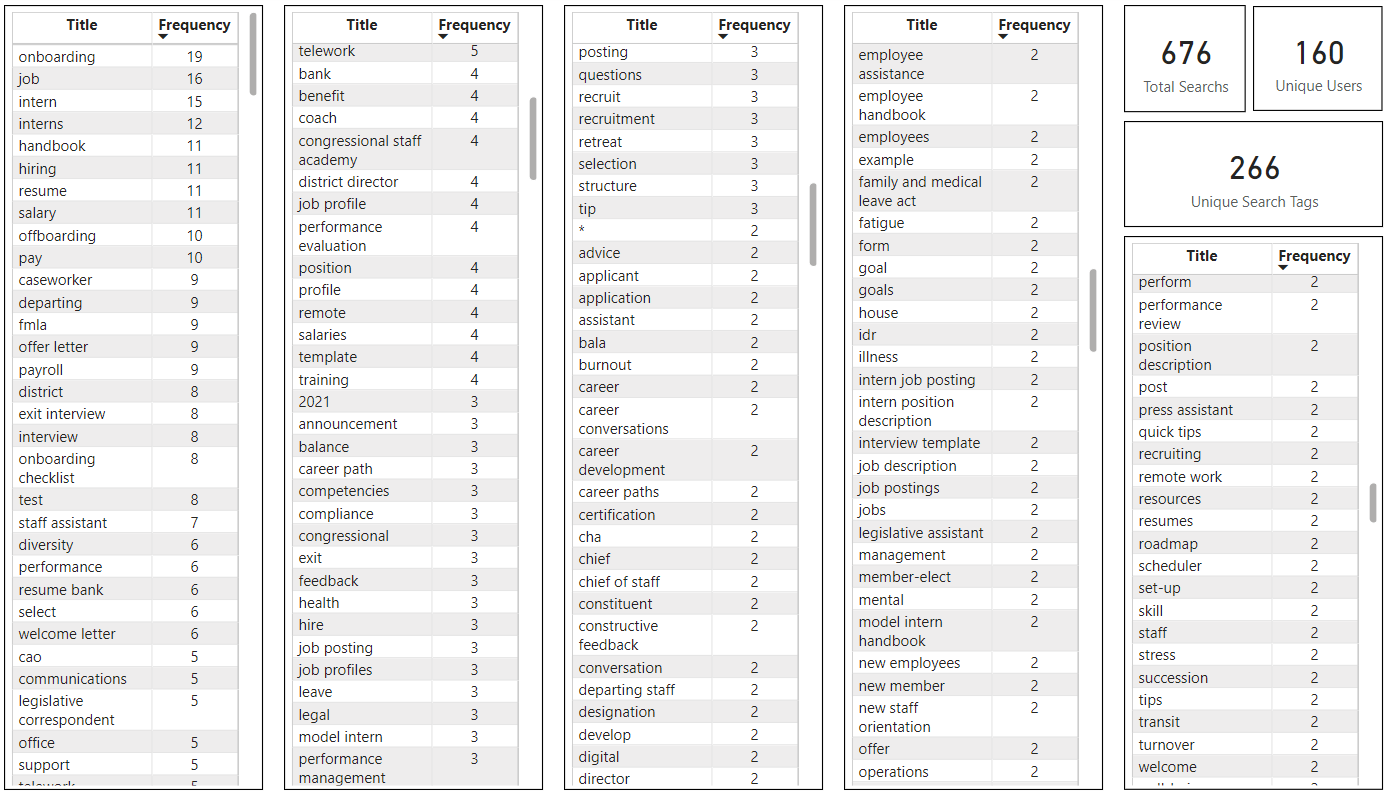 Title Frequency
onboarding 19
job 16
intern 15
interns 12
handbook 11
hiring 11
resume 11
salary 11
offboarding 10
pay 10
caseworker 9
departing 9
fmla 9
offer letter 9
payroll 9
district 8
exit interview 8
interview 8
onboarding 8
checklist
test 8
staff assistant 7
diversity 6
performance 6
resume bank 6
select 6
welcome letter 6
cao 5
communications 5
legislative 5
correspondent
office 5
support 5
telework 5
Title Frequency
telework 5
bank 4
benefit 4
coach 4
congressional staff 4
academy
district director 4
job profile 4
performance 4
evaluation
position 4
profile 4
remote 4
salaries 4
template 4
training 4
2021 3
announcement 3
balance 3
career path 3
competencies 3
compliance 3
congressional 3
exit 3
feedback 3
health 3
hire 3
job posting 3
job profiles 3
leave 3
legal 3
model intern 3
performance 3
management
Title Frequency
posting 3
questions 3
recruit 3
recruitment 3
retreat 3
selection 3
structure 3
tip 3
* 2
advice 2
applicant 2
application 2
assistant 2
bala 2
burnout 2
career 2
career 2
conversations
career 2
development
career paths 2
certification 2
cha 2
chief 2
chief of staff 2
constituent 2
constructive 2
feedback
conversation 2
departing staff 2
designation 2
develop 2
digital 2
director 2
Title Frequency
employee 2
assistance
employee 2
handbook
employees 2
example 2
family and medical 2
leave act
fatigue 2
form 2
goal 2
goals 2
house 2
idr 2
illness 2
intern job posting 2
intern position 2
description
interview template 2
job description 2
job postings 2
jobs 2
legislative assistant 2
management 2
member-elect 2
mental 2
model intern 2
handbook
new employees 2
new member 2
new staff 2
orientation
offer 2
operations 2
676
Total Searchs
160
Unique Users
266
Unique Search Tags
Title Frequency
perform 2
performance 2
review
position 2
description
post 2
press assistant 2
quick tips 2
recruiting 2
remote work 2
resources 2
resumes 2
roadmap 2
scheduler 2
set-up 2
skill 2
staff 2
stress 2
succession 2
tips 2
transit 2
turnover 2
welcome 2